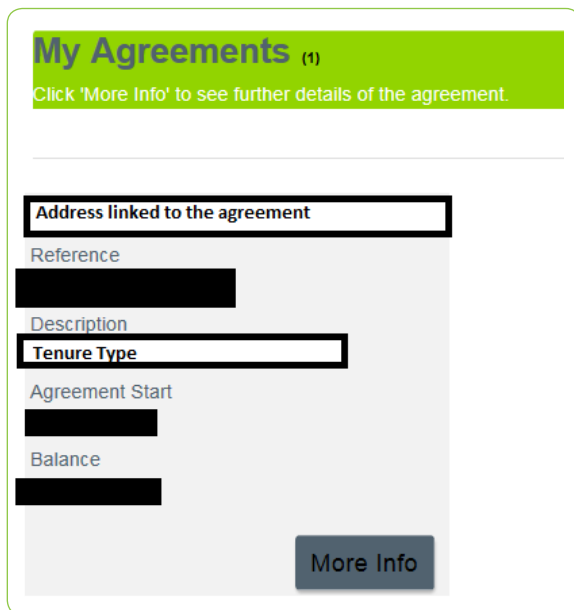 My Agreements (1)
Click 'More Info' to see further details of the agreement.
Address linked to the agreement
Reference
Description
Tenure Type
Agreement Start
Balance
More Info